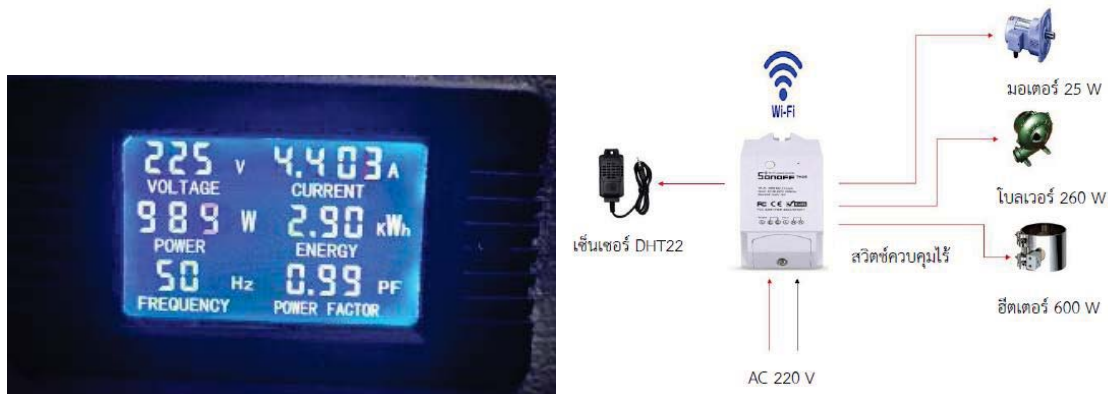 225 V 4.403 A
VOLTAGE CURRENT
989 W 2.90 KWh
POWER ENERGY
50 Hz 0.99 PF
FREQUENCY POWER FACTOR
Wi-Fi
SONOFF
เซ็นเซอร์ DHT22
สวิตช์ควบคุมไร้
AC 220 V
มอเตอร์ 25 W
โบลเวอร์ 260 W
ฮีตเตอร์ 600 W